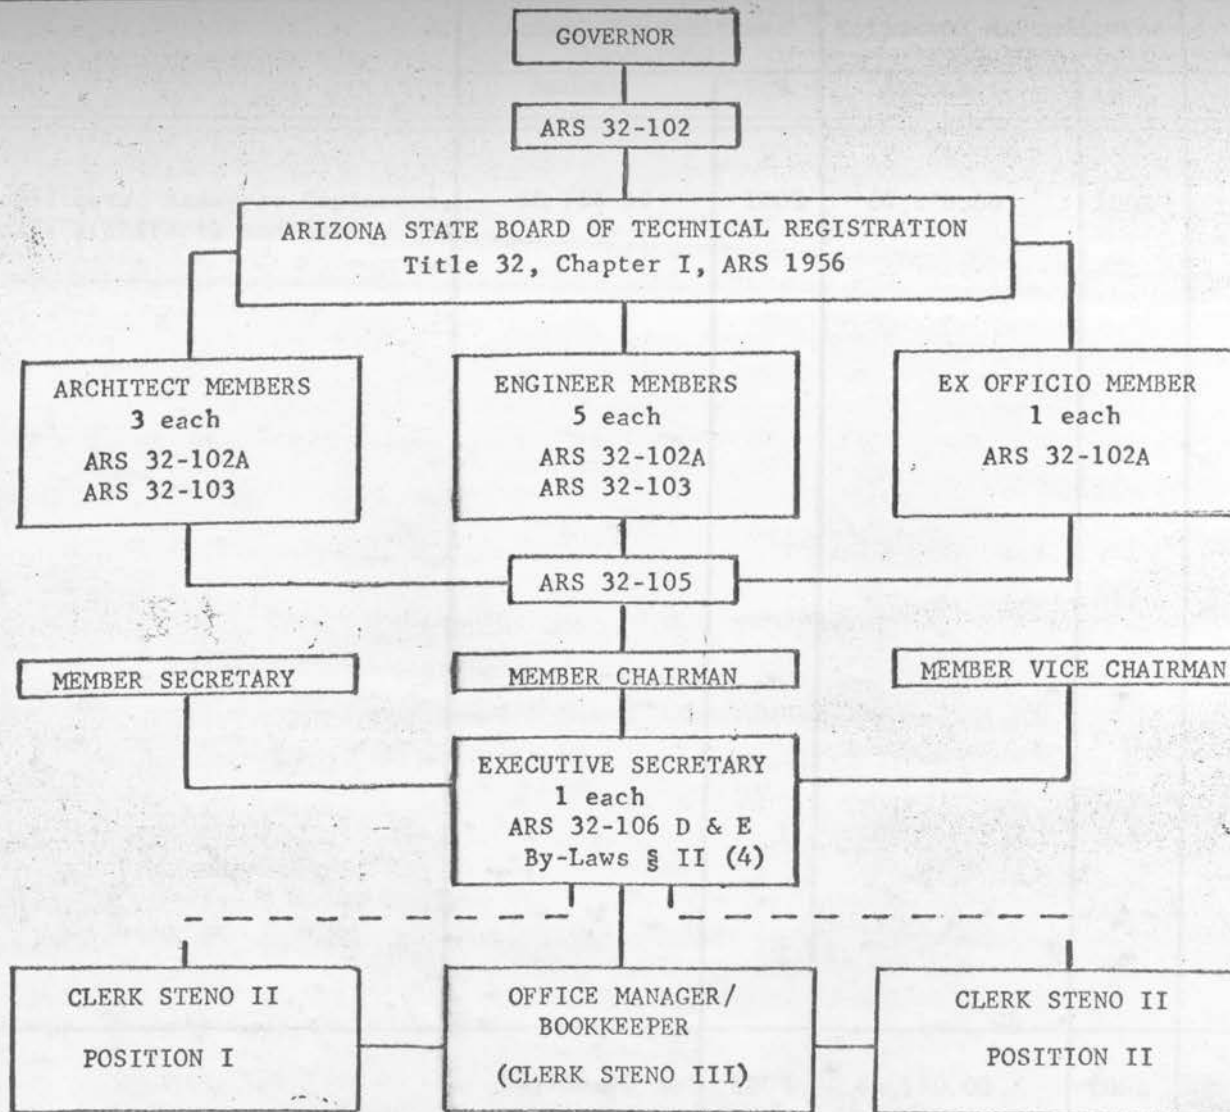 GOVERNOR
ARS 32-102
ARIZONA STATE BOARD OF TECHNICAL REGISTRATION
Title 32, Chapter I, ARS 1956
ARCHITECT MEMBERS
3 each
ARS 32-102A
ARS 32-103
ENGINEER MEMBERS
5 each
ARS 32-102A
ARS 32-103
EX OFFICIO MEMBER
1 each
ARS 32-102A
ARS 32-105
MEMBER SECRETARY
MEMBER CHAIRMAN
MEMBER VICE CHAIRMAN
EXECUTIVE SECRETARY
1 each
ARS 32-106 D & E
By-Laws § II (4)
CLERK STENO II
POSITION I
OFFICE MANAGER/
BOOKKEEPER
(CLERK STENO III)
CLERK STENO II
POSITION II